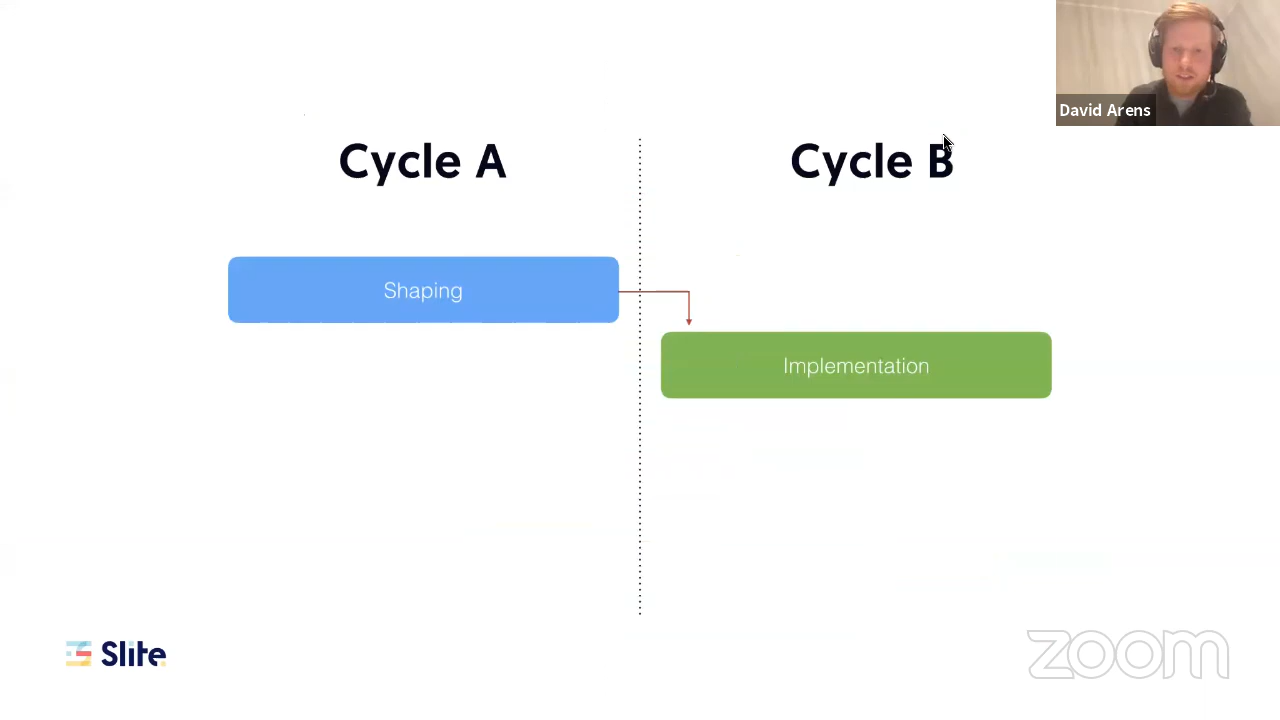 David Arens
Cycle A
Cycle B
Shaping
Implementation
Slite
zoom